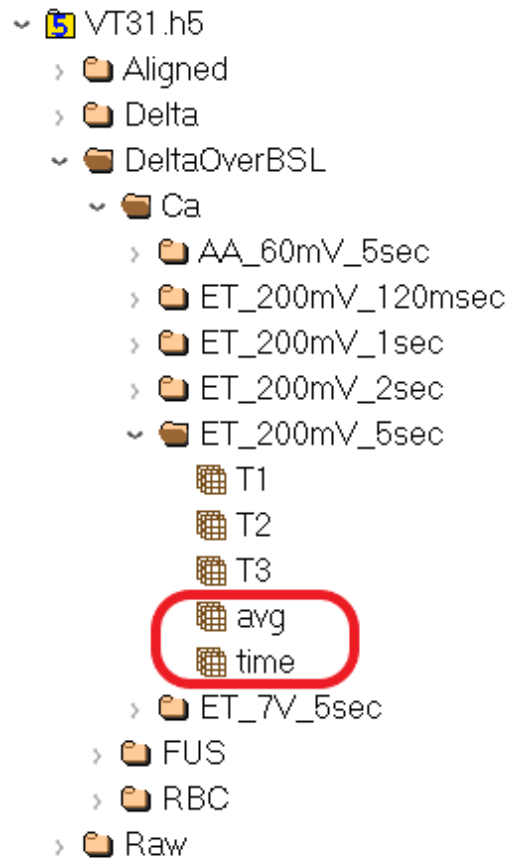 VT31.h5
Aligned
Delta
DeltaOverBSL
Ca
AA_60mV_5sec
ET_200mV_120msec
ET_200mV_1sec
ET_200mV_2sec
ET_200mV_5sec
T1
T2
T3
avg
time
ET_7V_5sec
FUS
RBC
Raw